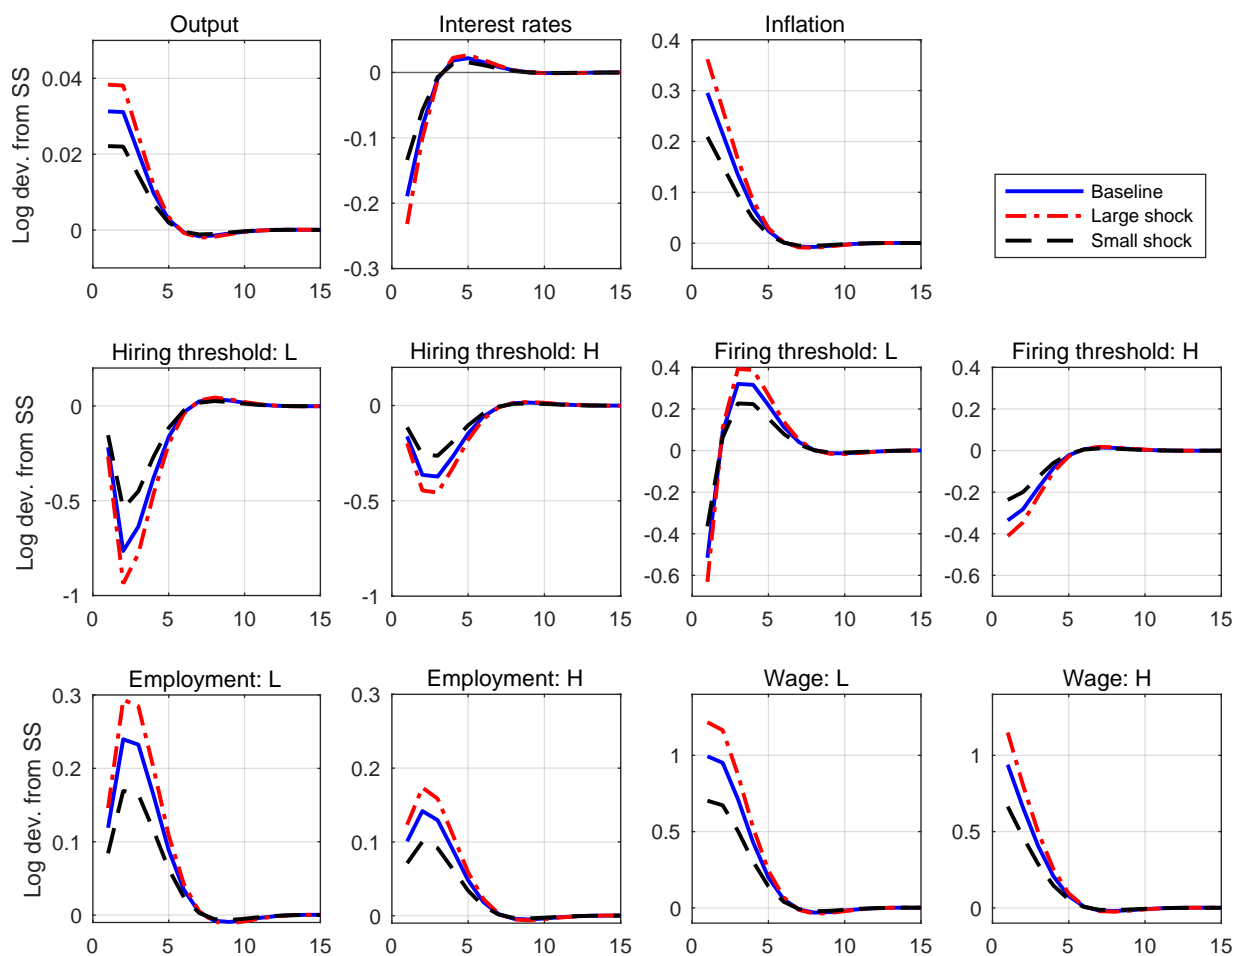 Output
Interest rates
Inflation
Log dev. from SS
0.04
0.02
0
0 5 10 15
0
-0.1
-0.2
-0.3
0 5 10 15
0.4
0.3
0.2
0.1
0
0 5 10 15
Baseline
Large shock
Small shock
Hiring threshold: L
Hiring threshold: H
Firing threshold: L
Firing threshold: H
Log dev. from SS
0
-0.5
-1
0 5 10 15
0
-0.5
-1
0 5 10 15
0.4
0.2
0
-0.2
-0.4
-0.6
0 5 10 15
0.4
0.2
0
-0.2
-0.4
-0.6
0 5 10 15
Employment: L
Employment: H
Wage: L
Wage: H
Log dev. from SS
0.3
0.2
0.1
0
0 5 10 15
0.3
0.2
0.1
0
0 5 10 15
1
0.5
0
0 5 10 15
1
0.5
0
0 5 10 15